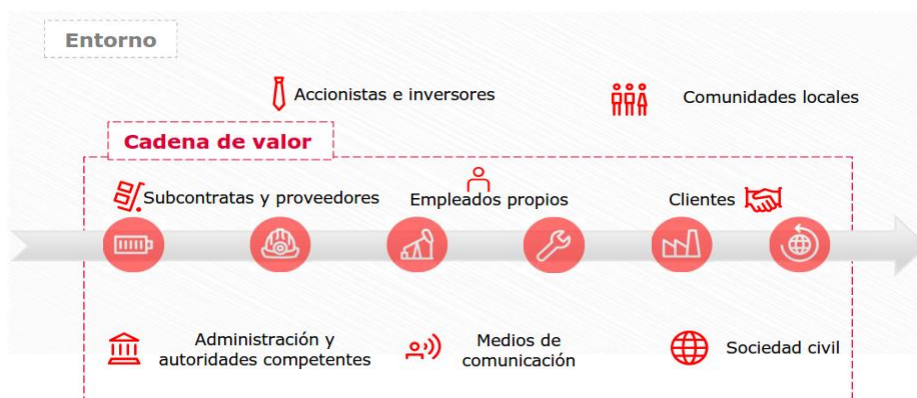 Entorno
Accionistas e inversores
Comunidades locales
Cadena de valor
Subcontratas y proveedores
Empleados propios
Clientes
Administración y
autoridades competentes
Medios de
comunicación
Sociedad civil